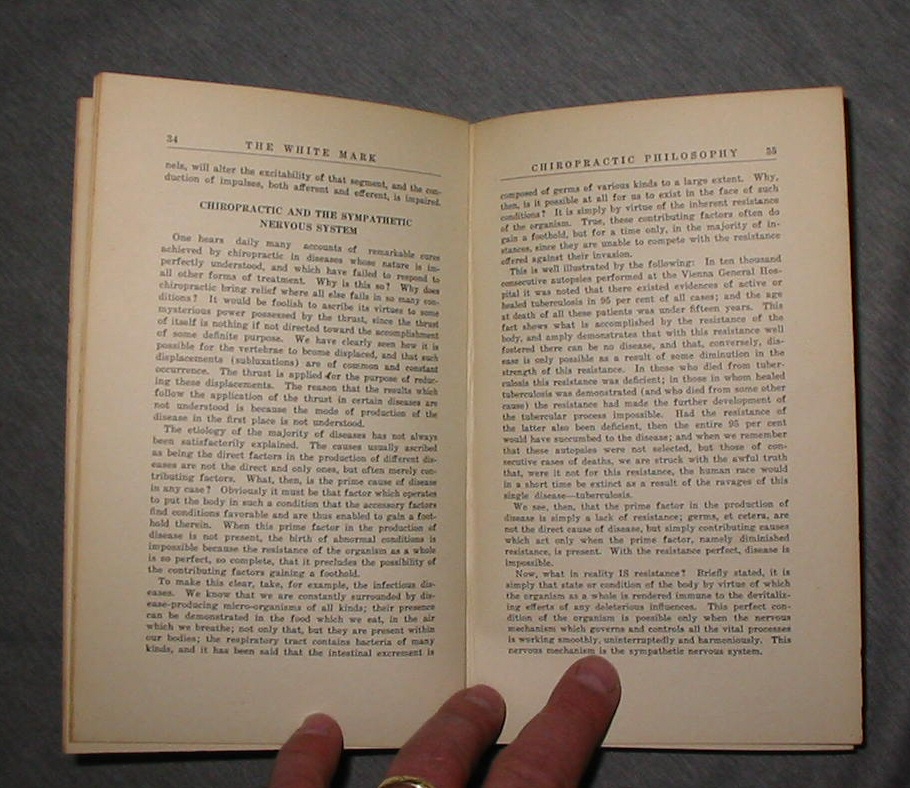 34
THE WHITE MARK
nels, will alter the excitability of that segment, and the con-
duction of impulses, both afferent and efferent, is impaired.
CHIROPRACTIC AND THE SYMPATHETIC
NERVOUS SYSTEM
One hears daily many accounts of remarkable cures
achieved by chiropractic in diseases whose nature is im-
perfectly understood, and which have failed to respond to
all other forms of treatment. Why is this so? Why does
chiropractic bring relief where all else fails in so many con-
ditions? It would be foolish to ascribe its virtues to some
mysterious power possessed by the thrust, since the thrust
of itself is nothing if not directed toward the accomplishment
of some definite purpose. We have clearly seen how it is
possible for the vertebrae to bcome displaced, and that such
displacements (subluxations) are of common and constant
occurrence. The thrust is applied for the purpose of reduc-
ing these displacements. The reason that the results which
follow the application of the thrust in certain diseases are
not understood is because the mode of production of the
disease in the first place is not understood.
The etiology of the majority of diseases has not always
been satisfactorily explained. The causes usually ascribed
as being the direct factors in the production of different dis-
eases are not the direct and only ones, but often merely con-
tributing factors. What, then, is the prime cause of disease
in any case? Obviously it must be that factor which operates
to put the body in such a condition that the accessory factors
find conditions favorable and are thus enabled to gain a foot-
hold therein. When this prime factor in the production of
disease is not present, the birth of abnormal conditions is
impossible because the resistance of the organism as a whole
is so perfect, so complete, that it precludes the possibility of
the contributing factors gaining a foothold.
To make this clear, take, for example, the infectious dis-
eases. We know that we are constantly surrounded by dis-
ease-producing micro-organisms of all kinds; their presence
can be demonstrated in the food which we eat, in the air
which we breathe; not only that, but they are present within
our bodies; the respiratory tract contains bacteria of many
kinds, and it has been said that the intestinal excrement is
CHIROPRACTIC PHILOSOPHY
35
composed of germs of various kinds to a large extent. Why,
then, is it possible at all for us to exist in the face of such
conditions? It is simply by virtue of the inherent resistance
of the organism. True, these contributing factors often do
gain a foothold, but for a time only, in the majority of in-
stances, since they are unable to compete with the resistance
offered against their invasion.
This is well illustrated by the following: In ten thousand
consecutive autopsies performed at the Vienna General Hos-
pital it was noted that there existed evidences of active or
healed tuberculosis in 95 per cent of all cases; and the age
at death of all these patients was under fifteen years. This
fact shows what is accomplished by the resistance of the
body, and amply demonstrates that with this resistance well
fostered there can be no disease, and that, conversely, dis-
ease is only possible as a result of some diminution in the
strength of this resistance. In those who died from tuber-
culosis this resistance was deficient; in those in whom healed
tuberculosis was demonstrated (and who died from some other
cause) the resistance had made the further development of
the tubercular process impossible. Had the resistance of
the latter also been deficient, then the entire 95 per cent
would have succumbed to the disease; and when we remember
that these autopsies were not selected, but those of con-
secutive cases of deaths, we are struck with the awful truth
that, were it not for this resistance, the human race would
in a short time be extinct as a result of the ravages of this
single disease—tuberculosis.
We see, then, that the prime factor in the production of
disease is simply a lack of resistance; germs, et cetera, are
not the direct cause of disease, but simply contributing causes
which act only when the prime factor, namely diminished
resistance, is present. With the resistance perfect, disease is
impossible.
Now, what in reality IS resistance? Briefly stated, it is
simply that state or condition of the body by virtue of which
the organism as a whole is rendered immune to the devitaliz-
ing effects of any deleterious influences. This perfect con-
dition of the organism is possible only when the nervous
mechanism which governs and controls all the vital processes
is working smoothly, uninterruptedly and harmoniously. This
nervous mechanism is the sympathetic nervous system.